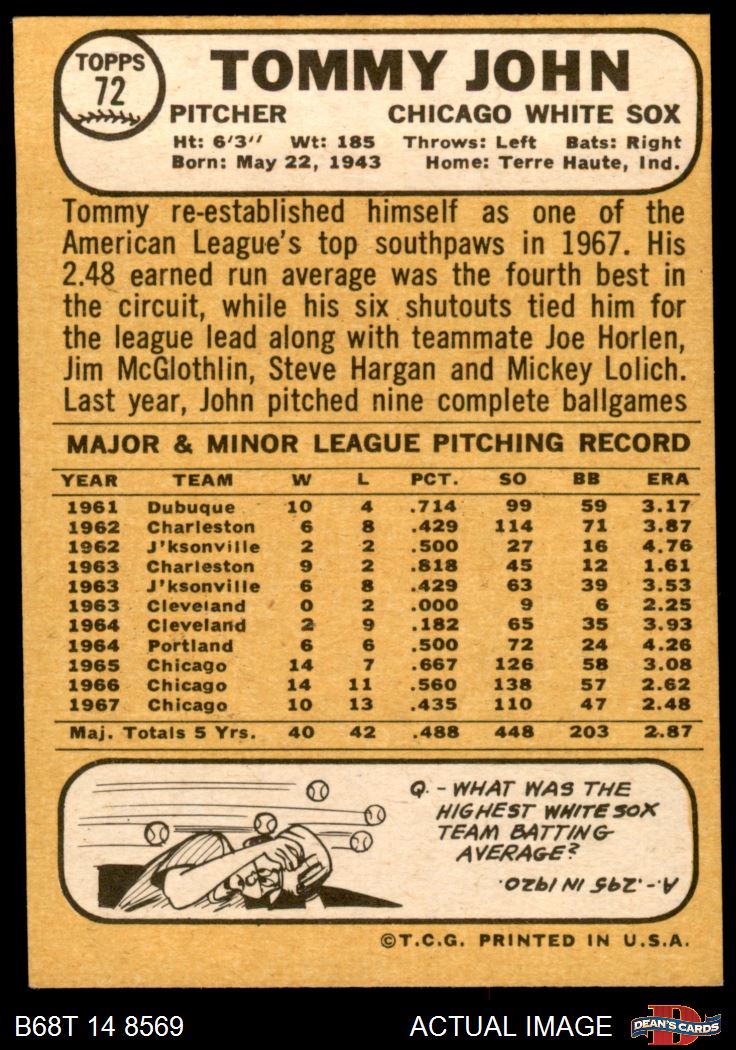 TOPPS
72
TOMMY JOHN
PITCHER CHICAGO WHITE SOX
Ht: 6'3" Wt: 185 Throws: Left Bats: Right
Born: May 22, 1943 Home: Terre Haute, Ind.
Tommy re-established himself as one of the
American League's top southpaws in 1967. His
2.48 earned run average was the fourth best in
the circuit, while his six shutouts tied him for
the league lead along with teammate Joe Horlen,
Jim McGlothlin, Steve Hargan and Mickey Lolich.
Last year, John pitched nine complete ballgames
MAJOR & MINOR LEAGUE PITCHING RECORD
YEAR TEAM W L PCT. SO BB ERA
1961 Dubuque 10 4 .714 99 59 3.17
1962 Charleston 6 8 .429 114 71 3.87
1962 J'ksonville 2 2 .500 27 16 4.76
1963 Charleston 9 2 .818 45 12 1.61
1963 J'ksonville 6 8 .429 63 39 3.53
1963 Cleveland 0 2 .000 9 6 2.25
1964 Cleveland 2 9 .182 65 35 3.93
1964 Portland 6 6 .500 72 24 4.26
1965 Chicago 14 7 .667 126 58 3.08
1966 Chicago 14 11 .560 138 57 2.62
1967 Chicago 10 13 .435 110 47 2.48
Maj. Totals 5 Yrs. 40 42 .488 448 203 2.87
Q.-WHAT WAS THE
HIGHEST WHITE SOX
TEAM BATTING
AVERAGE?
A-.295 IN 1920.
©T.C.G. PRINTED IN U.S.A.
B68T 14 8569 ACTUAL IMAGE DEAN'S CARDS